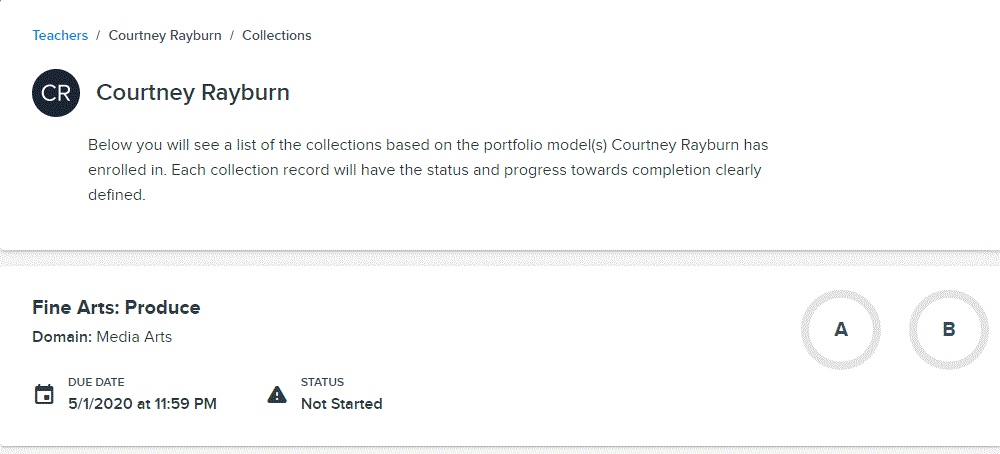 Teachers / Courtney Rayburn / Collections
CR
Courtney Rayburn
Below you will see a list of the collections based on the portfolio model(s) Courtney Rayburn has
enrolled in. Each collection record will have the status and progress towards completion clearly
defined.
Fine Arts: Produce
Domain: Media Arts
A
B
DUE DATE
5/1/2020 at 11:59 PM
STATUS
Not Started